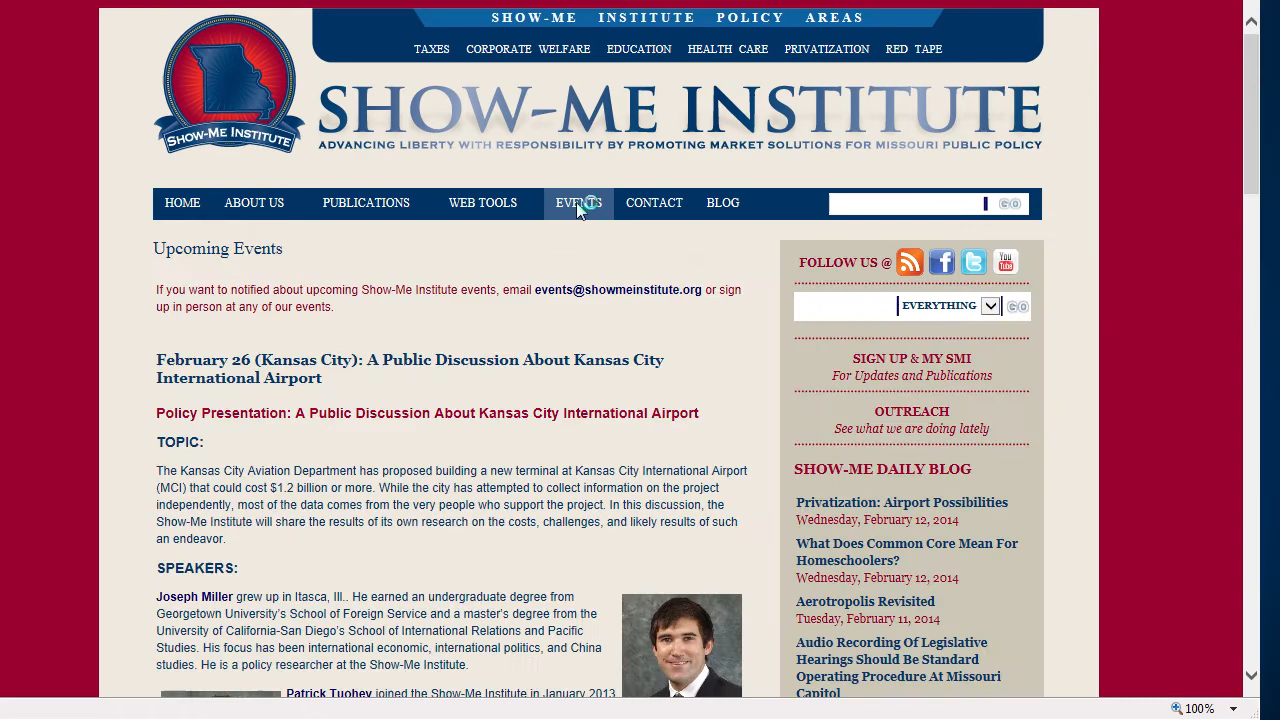 SHOW-ME INSTITUTE POLICY AREAS
TAXES CORPORATE WELFARE EDUCATION HEALTH CARE PRIVATIZATION RED TAPE
SHOW-ME INSTITUTE
SHOW-ME INSTITUTE
ADVANCING LIBERTY WITH RESPONSIBILITY BY PROMOTING MARKET SOLUTIONS FOR MISSOURI PUBLIC POLICY
HOME ABOUT US PUBLICATIONS WEB TOOLS EVENTS CONTACT BLOG GO
Upcoming Events
If you want to notified about upcoming Show-Me Institute events, email events@showmeinstitute.org or sign
up in person at any of our events.
February 26 (Kansas City): A Public Discussion About Kansas City
International Airport
Policy Presentation: A Public Discussion About Kansas City International Airport
TOPIC:
The Kansas City Aviation Department has proposed building a new terminal at Kansas City International Airport
(MCI) that could cost $1.2 billion or more. While the city has attempted to collect information on the project
independently, most of the data comes from the very people who support the project. In this discussion, the
Show-Me Institute will share the results of its own research on the costs, challenges, and likely results of such
an endeavor.
SPEAKERS:
Joseph Miller grew up in Itasca, Ill.. He earned an undergraduate degree from
Georgetown University's School of Foreign Service and a master's degree from the
University of California-San Diego's School of International Relations and Pacific
Studies. His focus has been international economic, international politics, and China
studies. He is a policy researcher at the Show-Me Institute.
Patrick Tuohey joined the Show-Me Institute in January 2013
FOLLOW US @ You Tube
EVERYTHING GO
SIGN UP & MY SMI
For Updates and Publications
OUTREACH
See what we are doing lately
SHOW-ME DAILY BLOG
Privatization: Airport Possibilities
Wednesday, February 12, 2014
What Does Common Core Mean For
Homeschoolers?
Wednesday, February 12, 2014
Aerotropolis Revisited
Tuesday, February 11, 2014
Audio Recording Of Legislative
Hearings Should Be Standard
Operating Procedure At Missouri
Capitol
100%